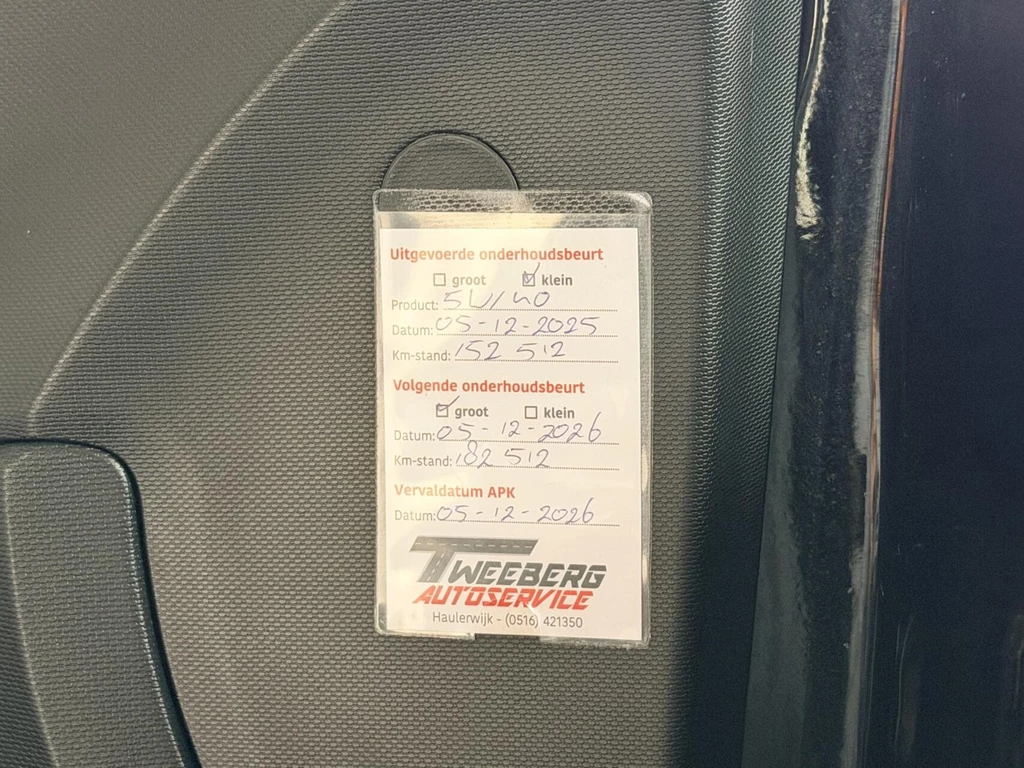 Uitgevoerde onderhoudsbeurt
groot klein
Product: 5W/40
Datum: 05-12-2025
Km-stand: 152 512
Volgende onderhoudsbeurt
groot klein
Datum: 05-12-2026
Km-stand: 182 512
Vervaldatum APK
Datum: 05-12-2026
TWEEBERG
AUTOSERVICE
Haulerwijk - (0516) 421350